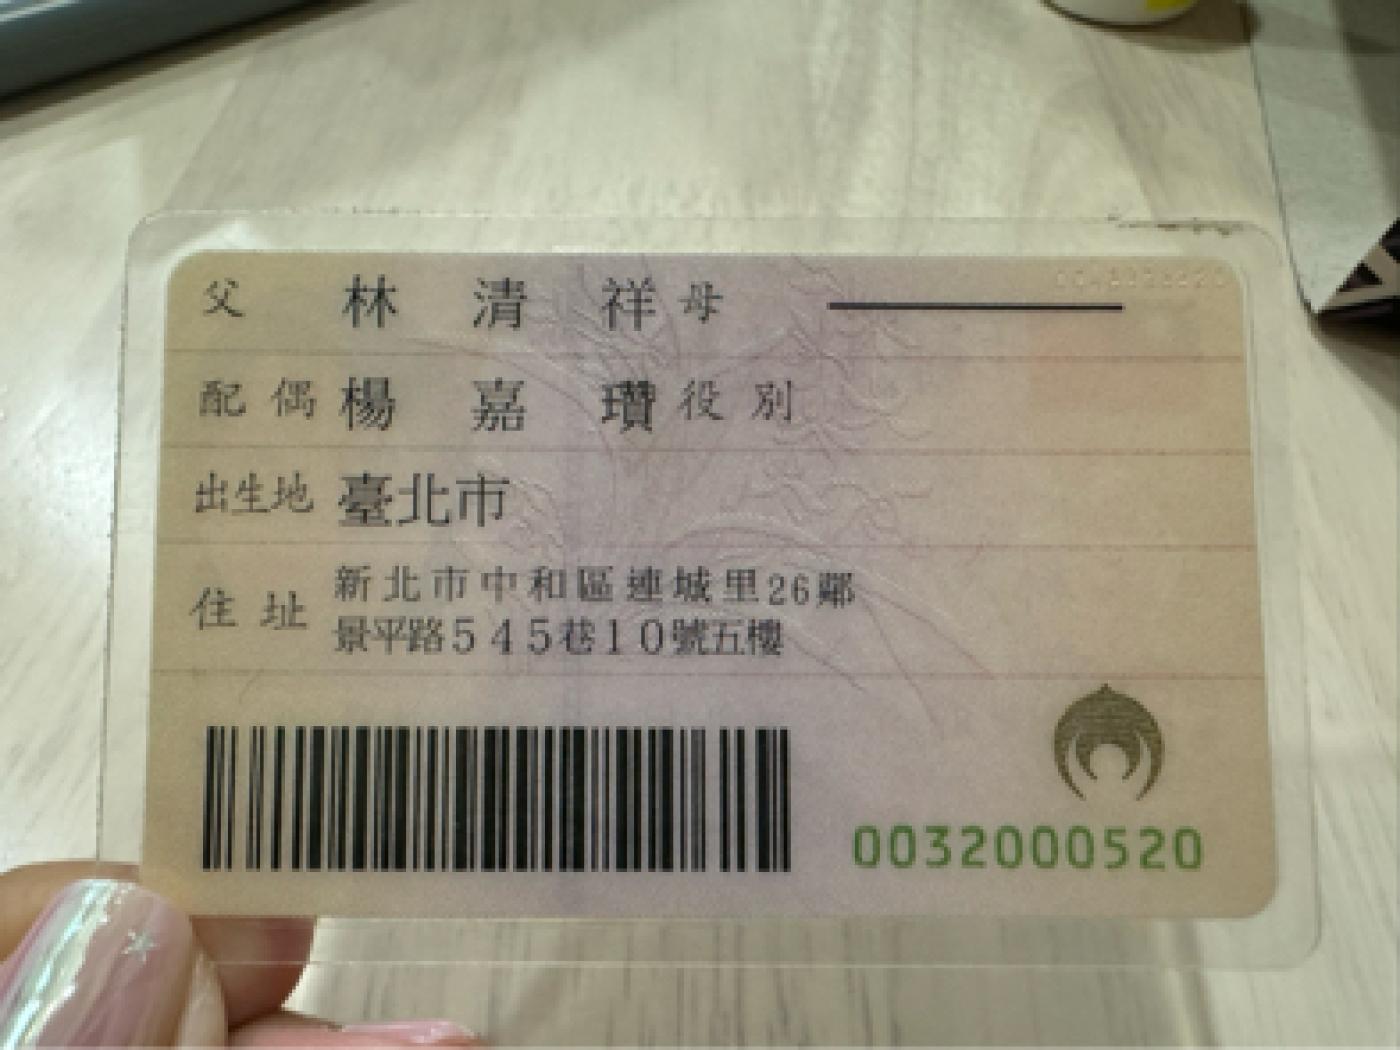 父 林清祥 母
配偶 楊嘉瓚 役別
出生地 臺北市
住址 新北市中和區連城里26鄰
景平路545巷10號五樓
0032000520